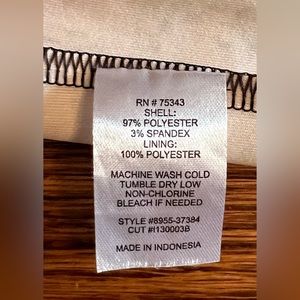 RN # 75343
SHELL:
97% POLYESTER
3% SPANDEX
LINING:
100% POLYESTER
MACHINE WASH COLD
TUMBLE DRY LOW
NON-CHLORINE
BLEACH IF NEEDED
STYLE #8955-37384
CUT #I130003B
MADE IN INDONESIA